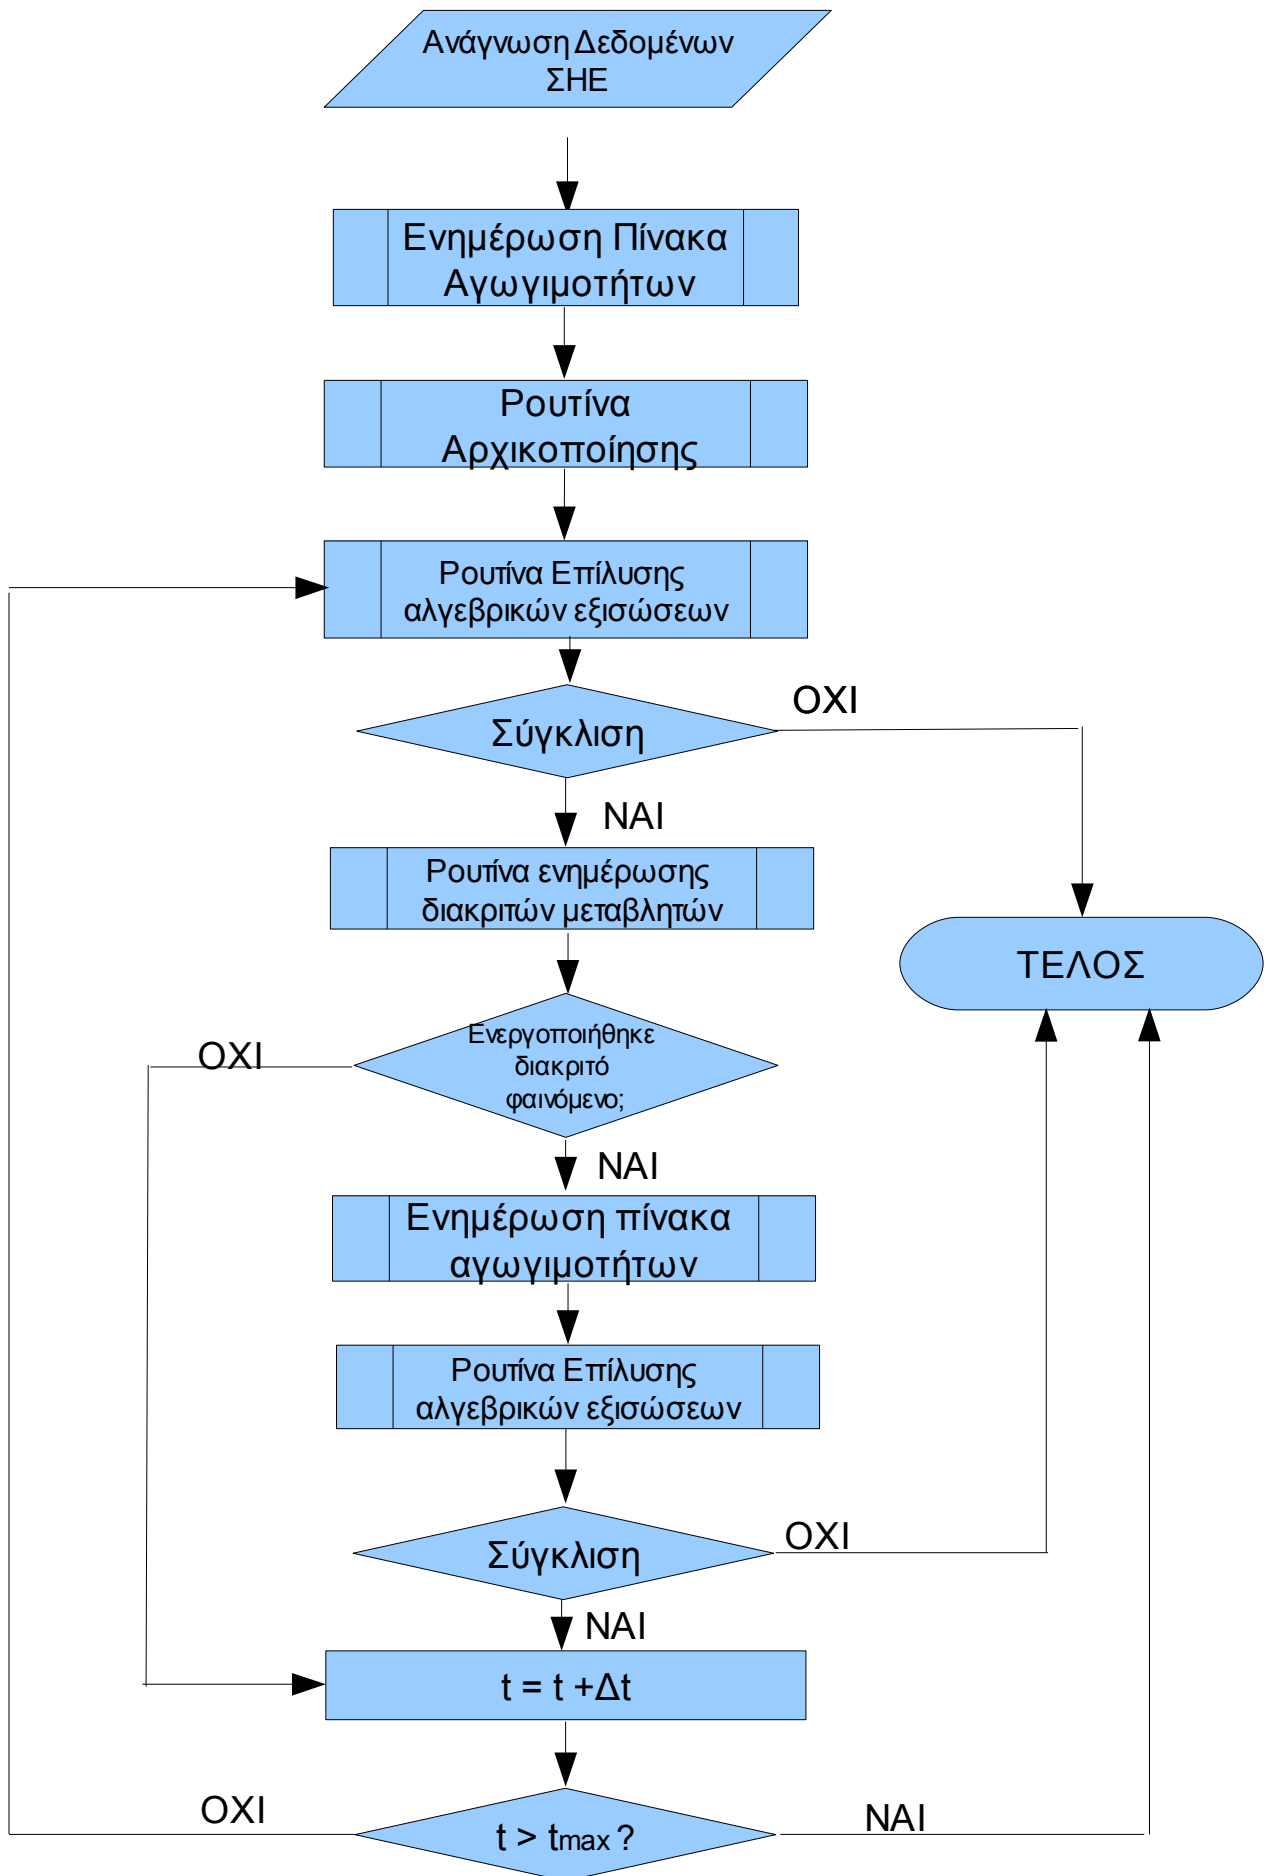 Ανάγνωση Δεδομένων
ΣΗΕ
Ενημέρωση Πίνακα
Αγωγιμοτήτων
Ρουτίνα
Αρχικοποίησης
Ρουτίνα Επίλυσης
αλγεβρικών εξισώσεων
ΟΧΙ
Σύγκλιση
ΝΑΙ
Ρουτίνα ενημέρωσης
διακριτών μεταβλητών
ΤΕΛΟΣ
ΟΧΙ
Ενεργοποιήθηκε
διακριτό
φαινόμενο;
ΝΑΙ
Ενημέρωση πίνακα
αγωγιμοτήτων
Ρουτίνα Επίλυσης
αλγεβρικών εξισώσεων
Σύγκλιση
ΟΧΙ
ΝΑΙ
t = t +Δt
ΟΧΙ
t > tmax ?
ΝΑΙ